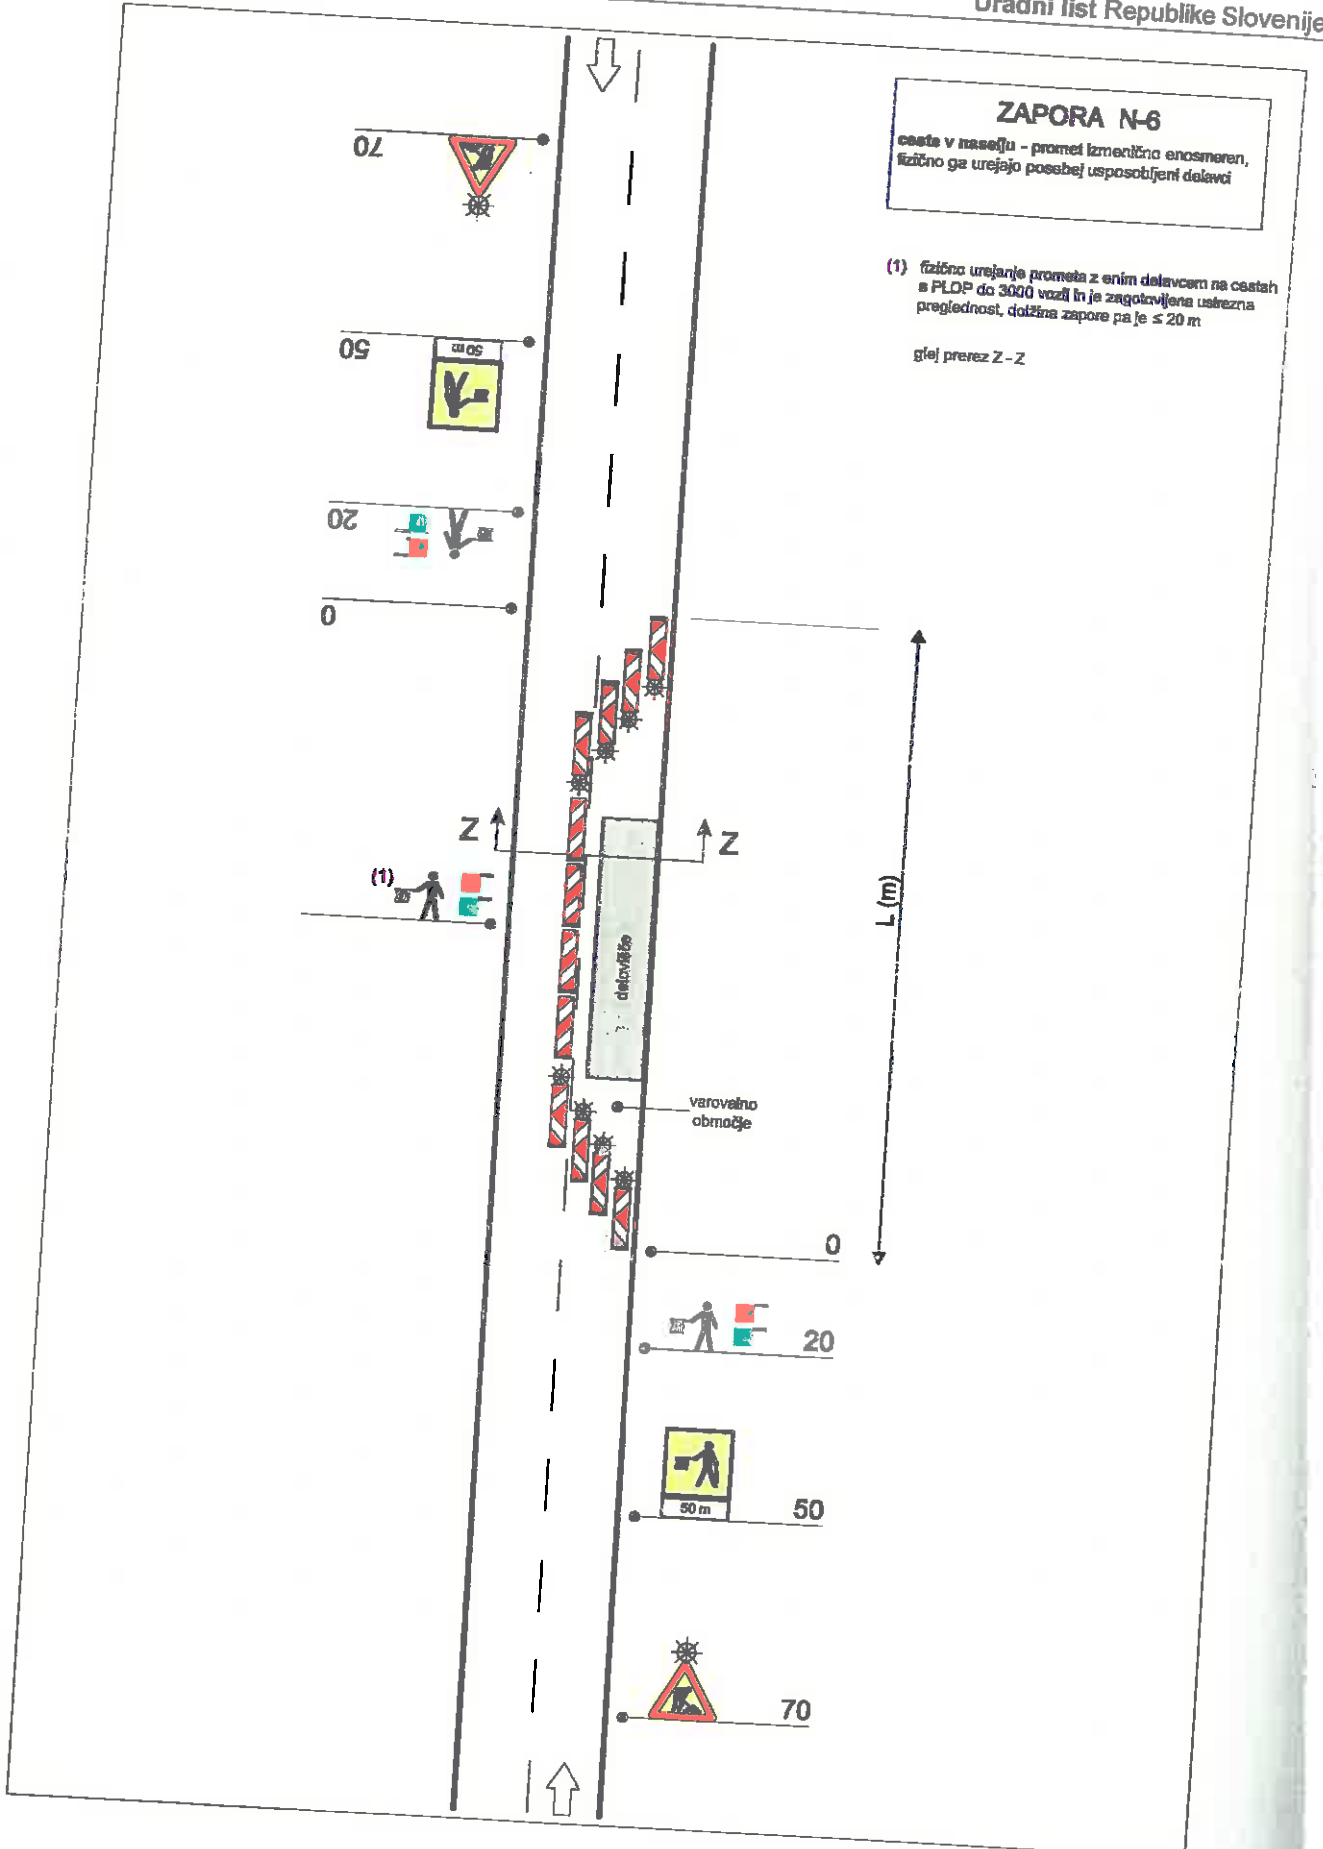 Uradni list Republike Slovenije
ZAPORA N-6
ceste v naselju - promet izmenično enosmeren,
fizično ga urejajo posebej usposobljeni delavci
(1) fizično urejanje prometa z enim delavcem na cestah
s PLDP do 3000 vozil in je zagotovljena ustrezna
preglednost, dolžina zapore pa je ≤ 20 m
glej prerez Z - Z
70
50
50 m
20
0
Z
Z
(1)
L (m)
delovišče
varovalno
območje
0
20
50 m
50
70